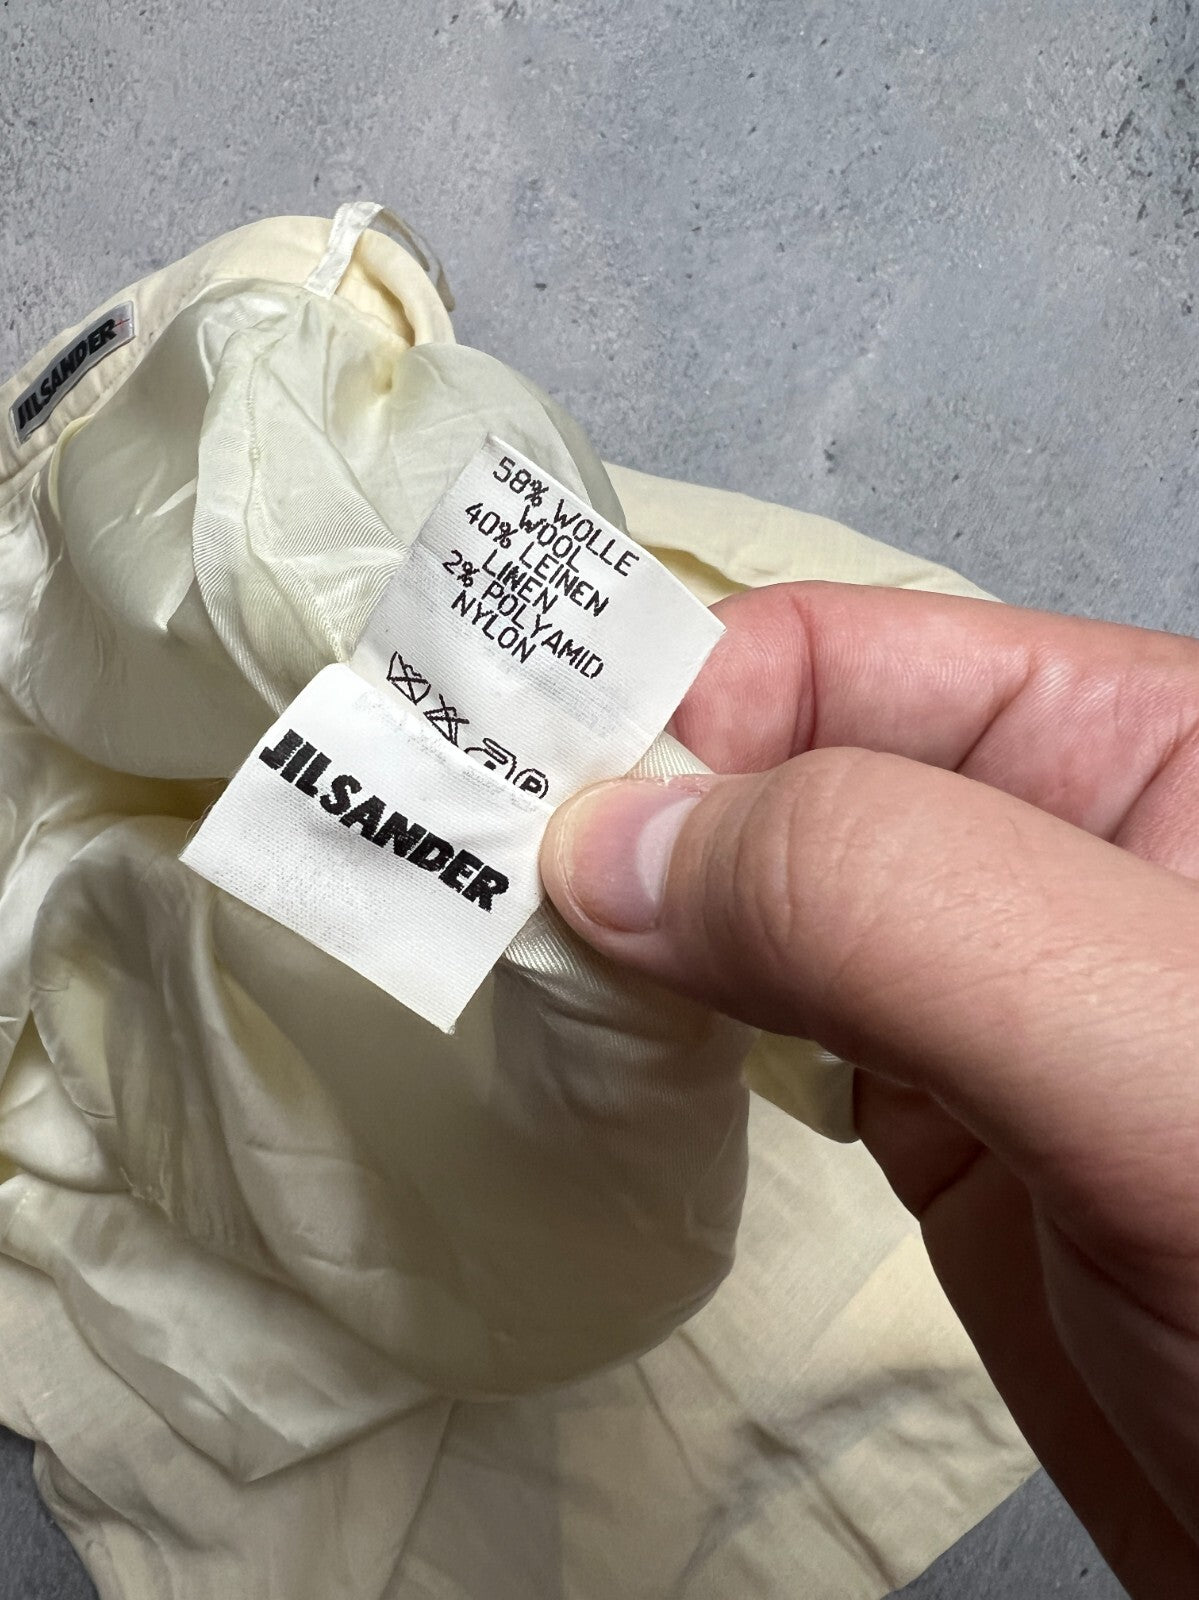 JILSANDER
58% WOLLE
WOOL
40% LEINEN
LINEN
2% POLYAMID
NYLON
P
JILSANDER